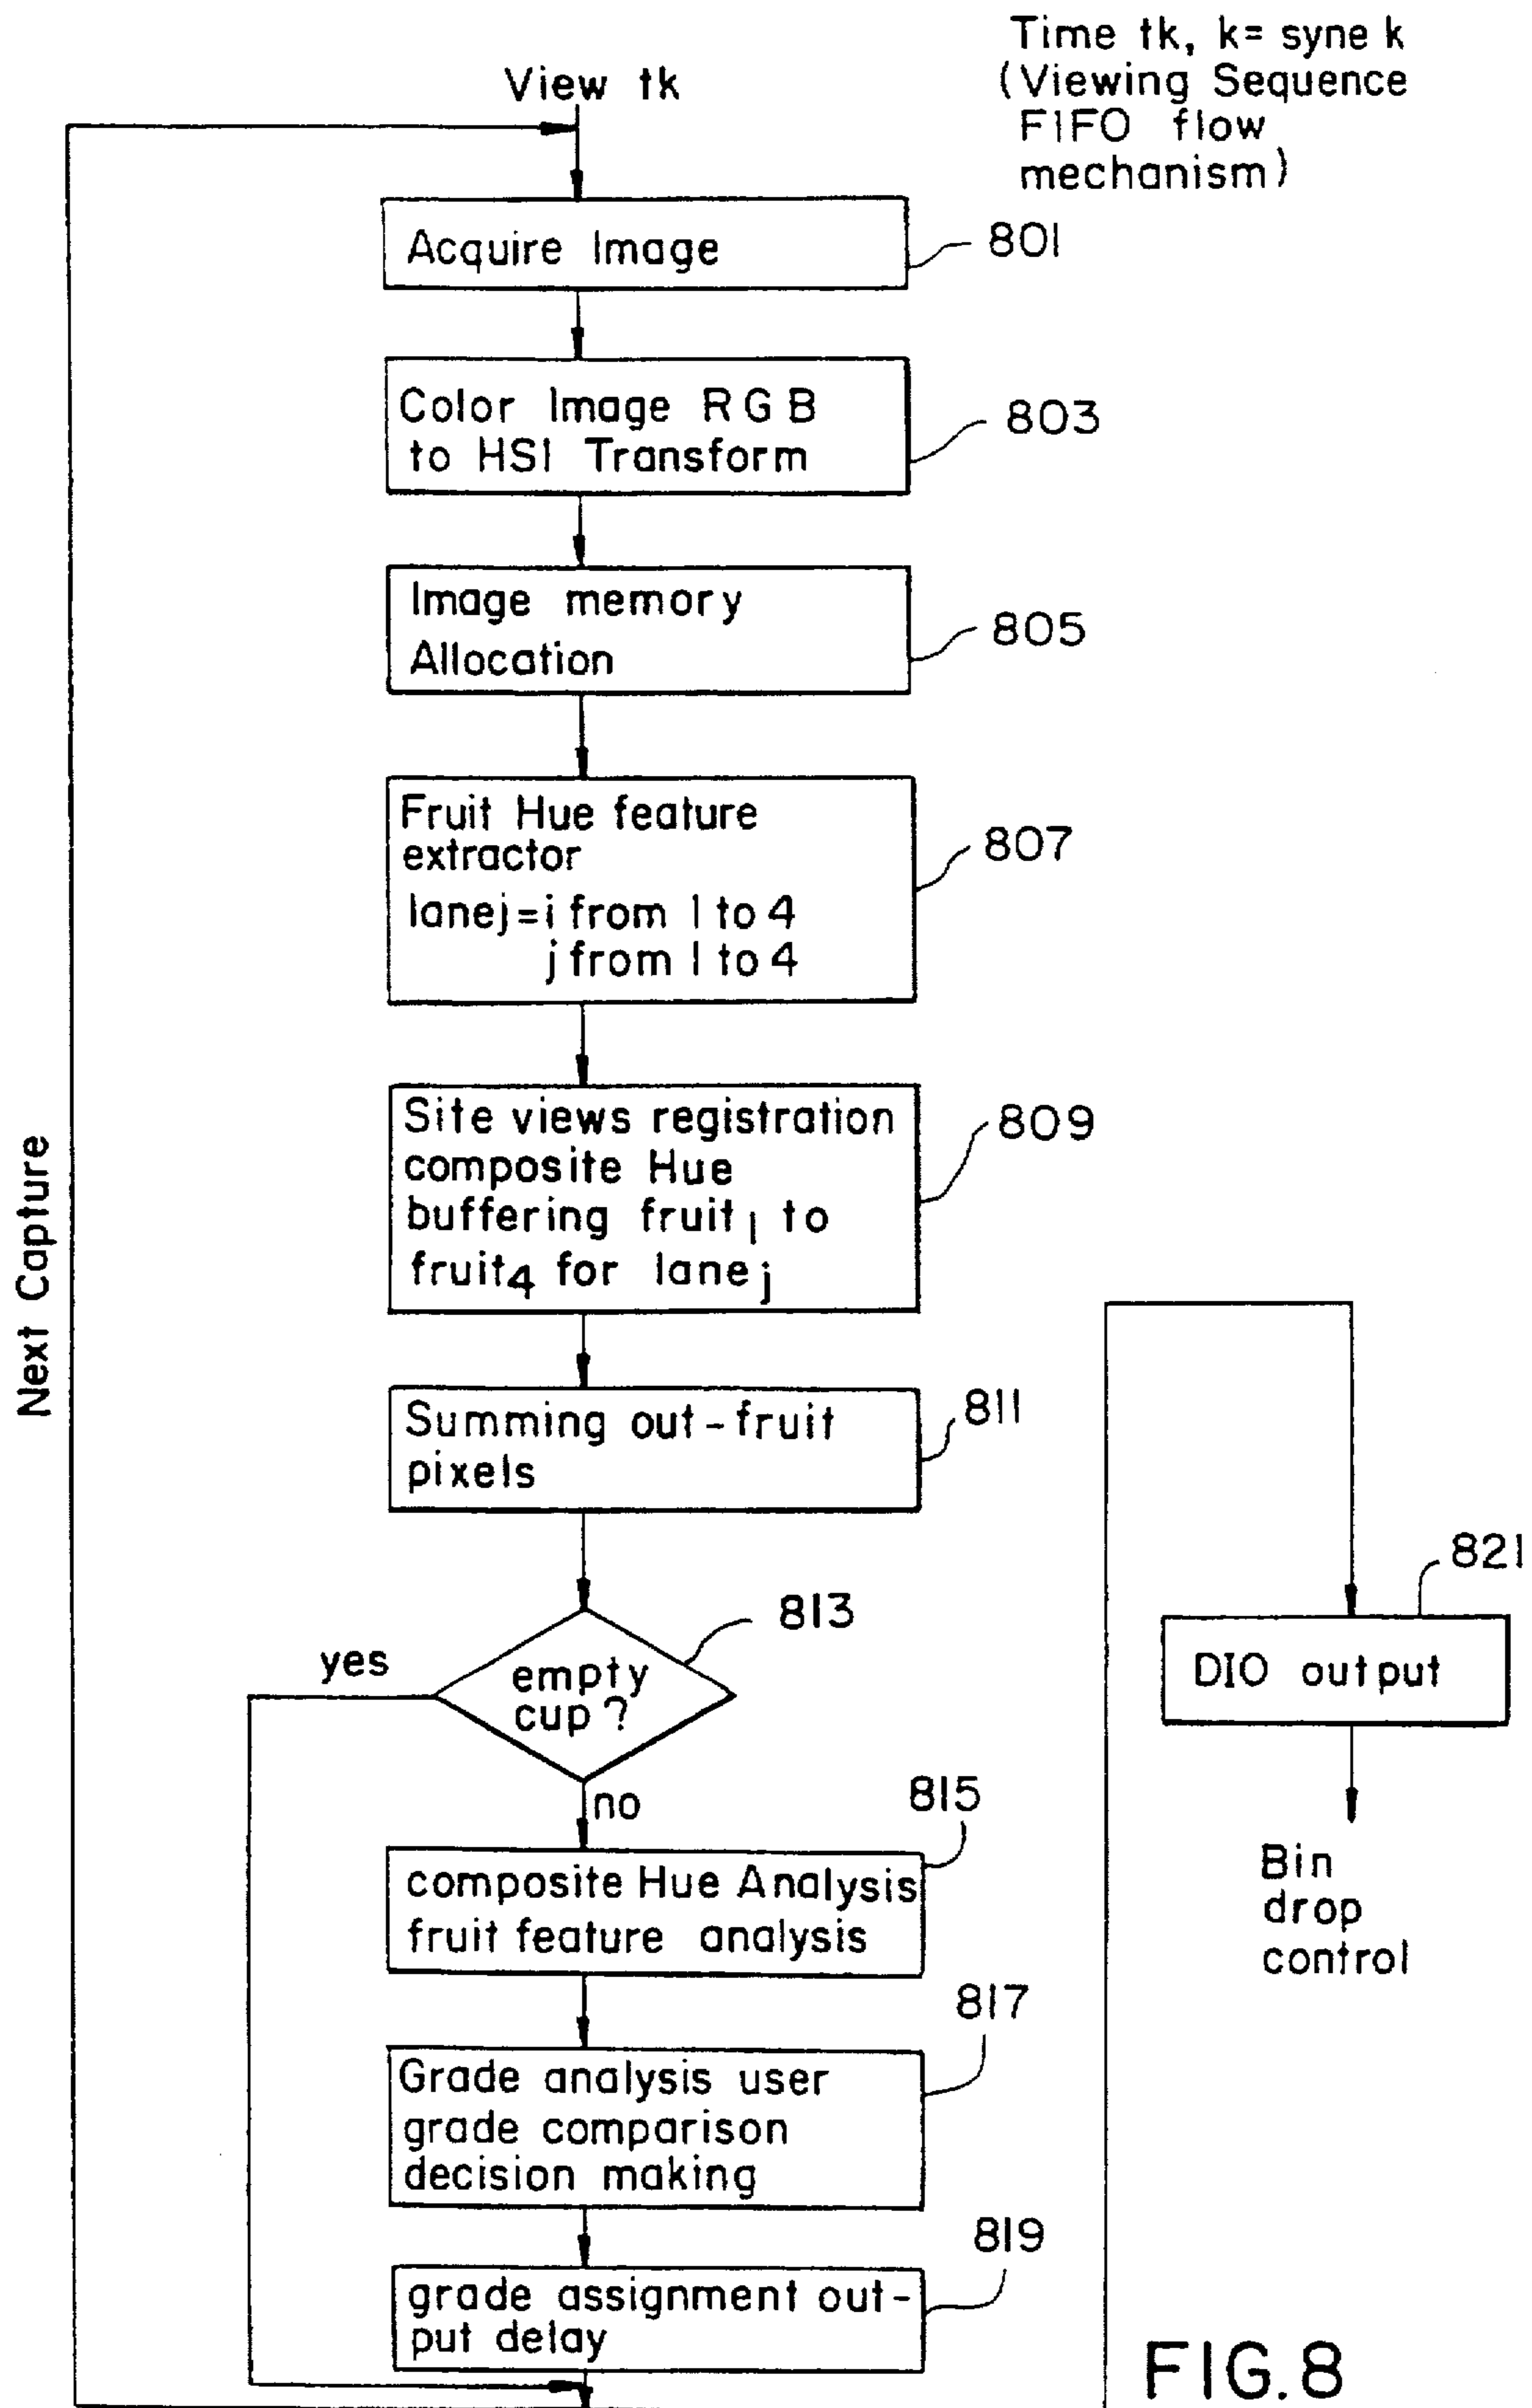 Time tk, k= syne k
(Viewing Sequence
FIFO flow
mechanism)
View tk
Acquire Image
801
Color Image RGB
to HSI Transform
803
Image memory
Allocation
805
Fruit Hue feature
extractor
lanej=i from 1 to 4
j from 1 to 4
807
Site views registration
composite Hue
buffering fruit1 to
fruit4 for lanej
809
Next Capture
Summing out-fruit
pixels
811
empty
cup?
813
yes
no
composite Hue Analysis
fruit feature analysis
815
Grade analysis user
grade comparison
decision making
817
grade assignment out-
put delay
819
DIO output
821
Bin
drop
control
FIG.8